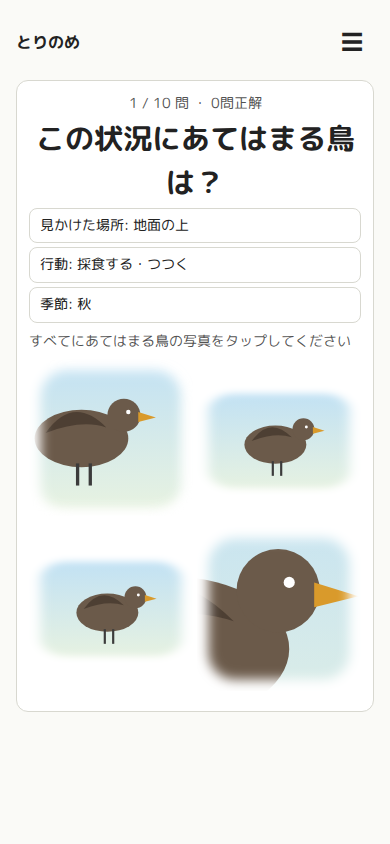 とりのめ
1 / 10 問 · 0問正解
この状況にあてはまる鳥
は？
見かけた場所: 地面の上
行動: 採食する・つつく
季節: 秋
すべてにあてはまる鳥の写真をタップしてください